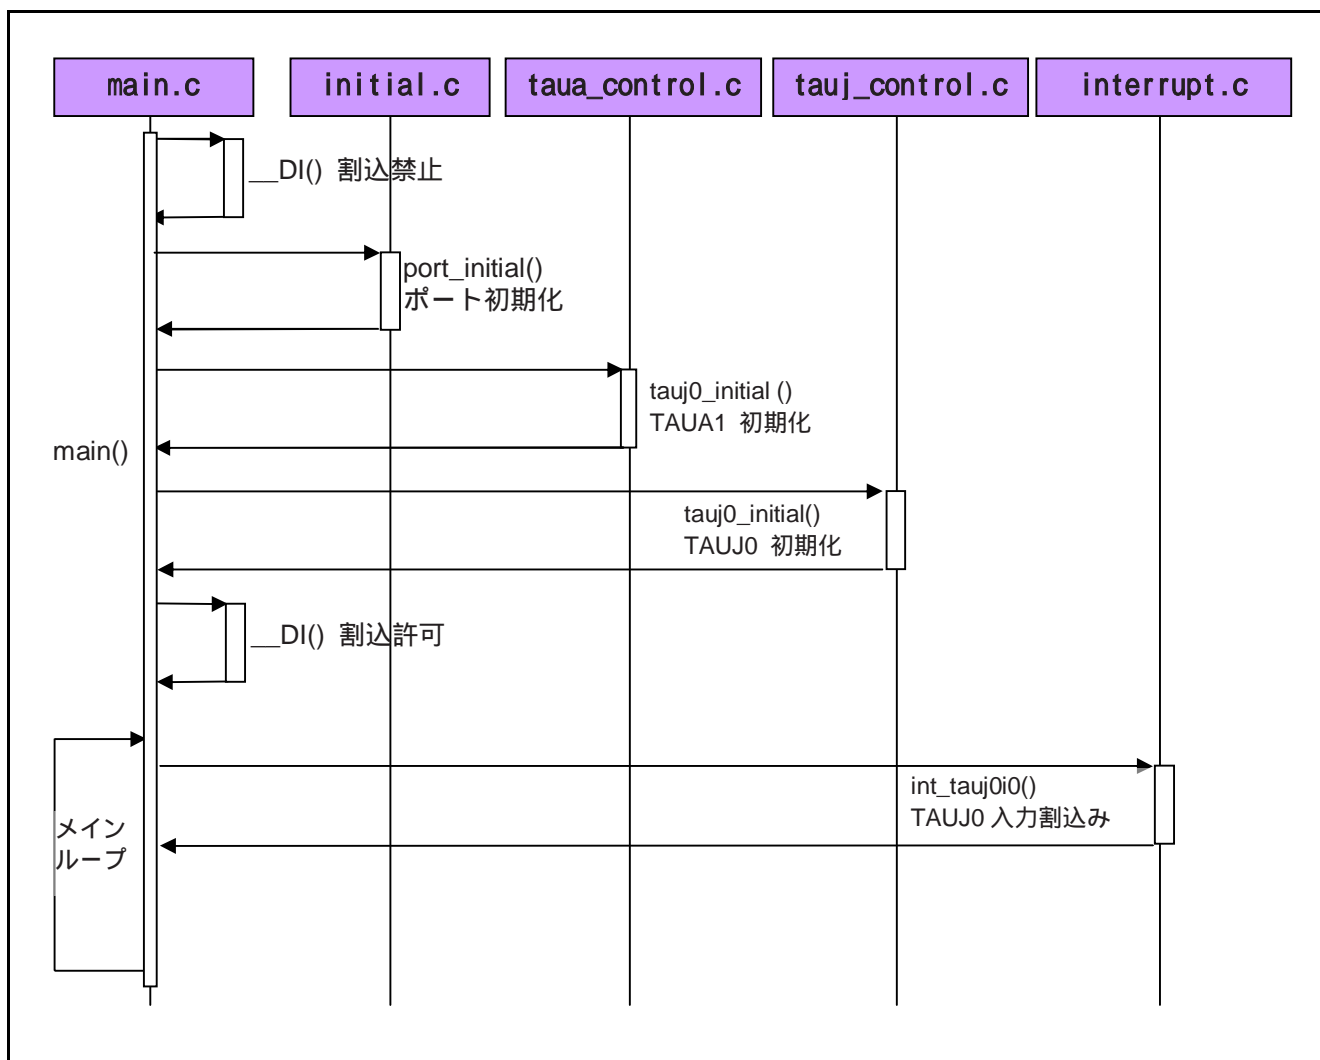 main.c
initial.c
taua_control.c
tauj_control.c
interrupt.c
__DI() 割込禁止
port_initial()
ポート初期化
tauj0_initial ()
TAUA1 初期化
main()
tauj0_initial()
TAUJ0 初期化
__DI() 割込許可
int_tauj0i0()
TAUJ0 入力割込み
メイン
ループ